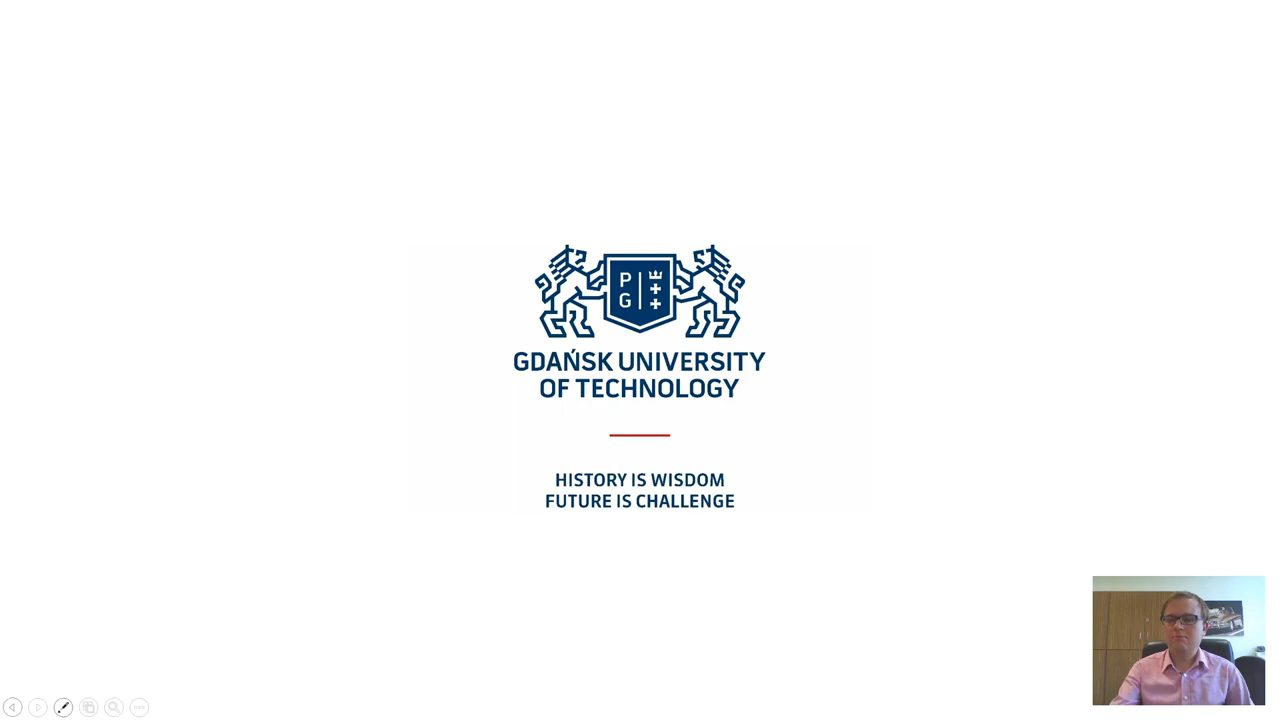 P
G
GDAŃSK UNIVERSITY
OF TECHNOLOGY
HISTORY IS WISDOM
FUTURE IS CHALLENGE